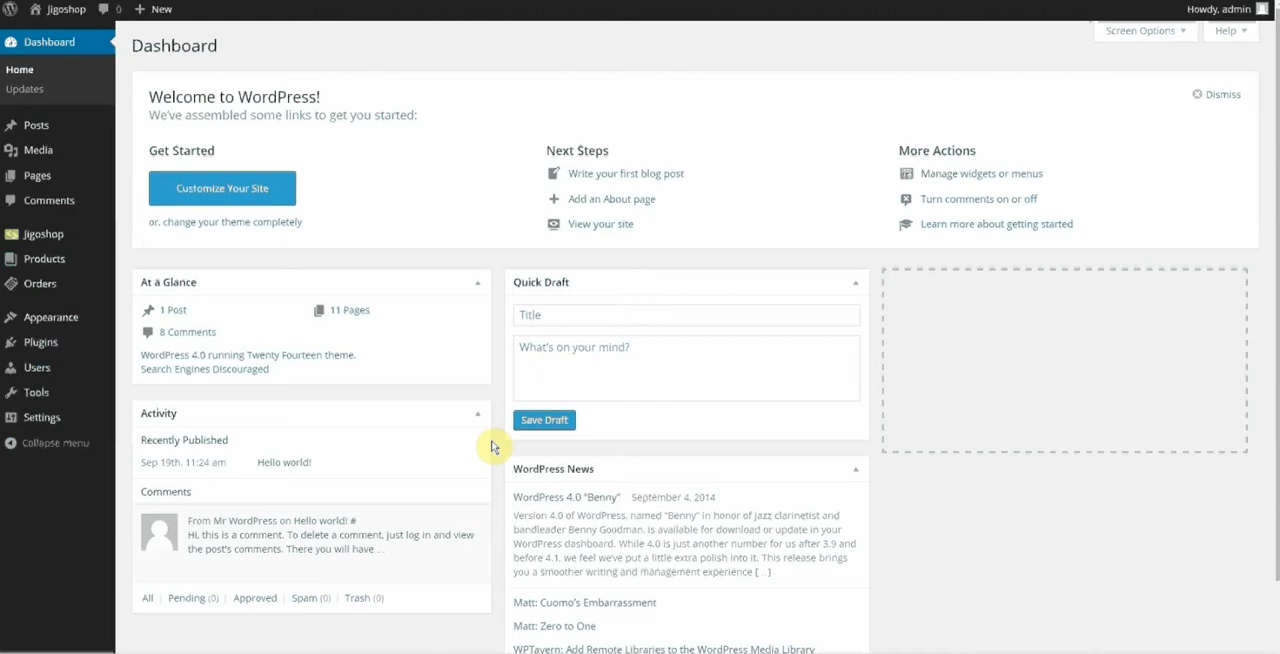 Jigoshop 0 New Howdy, admin
Dashboard
Home
Updates
Posts
Media
Pages
Comments
Jigoshop
Products
Orders
Appearance
Plugins
Users
Tools
Settings
Collapse menu
Dashboard
Screen Options Help
Welcome to WordPress!
We've assembled some links to get you started:
Dismiss
Get Started
Customize Your Site
or, change your theme completely
Next Steps
Write your first blog post
Add an About page
View your site
More Actions
Manage widgets or menus
Turn comments on or off
Learn more about getting started
At a Glance
1 Post 11 Pages
8 Comments
WordPress 4.0 running Twenty Fourteen theme.
Search Engines Discouraged
Activity
Recently Published
Sep 19th, 11:24 am Hello world!
Comments
From Mr WordPress on Hello world! #
Hi, this is a comment. To delete a comment, just log in and view
the post's comments. There you will have ...
All | Pending (0) | Approved | Spam (0) | Trash (0)
Quick Draft
Title
What's on your mind?
Save Draft
WordPress News
WordPress 4.0 "Benny" September 4, 2014
Version 4.0 of WordPress, named "Benny" in honor of jazz clarinetist and
bandleader Benny Goodman, is available for download or update in your
WordPress dashboard. While 4.0 is just another number for us after 3.9 and
before 4.1, we feel we've put a little extra polish into it. This release brings
you a smoother writing and management experience [...]
Matt: Cuomo's Embarrassment
Matt: Zero to One
WPTavern: Add Remote Libraries to the WordPress Media Library